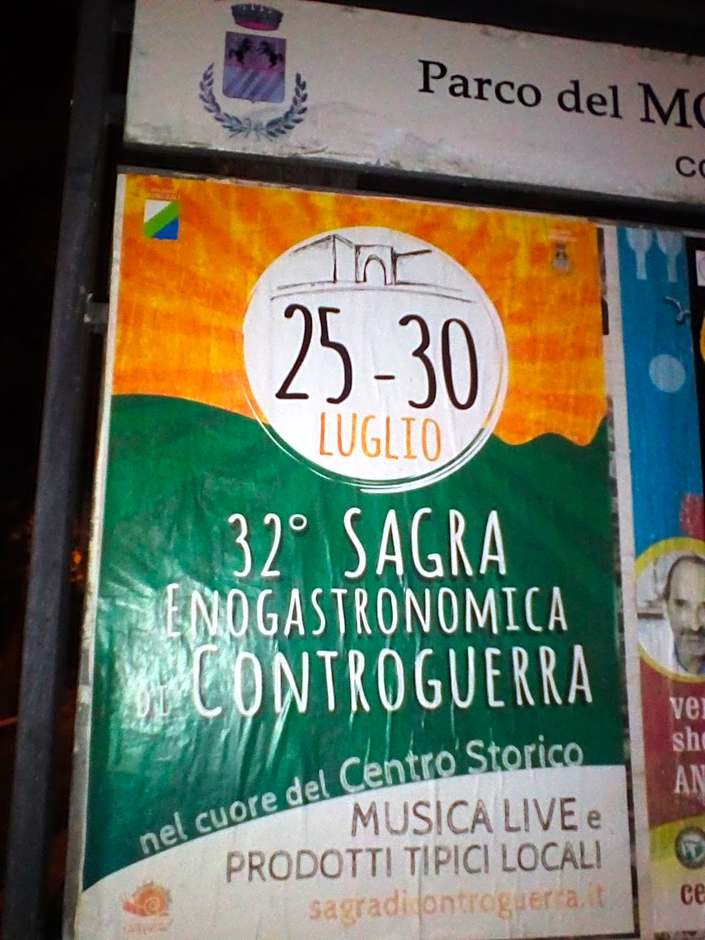 Parco del
25-30
LUGLIO
32° SAGRA
ENOGASTRONOMICA
DI CONTROGUERRA
nel cuore del Centro Storico
MUSICA LIVE e
PRODOTTI TIPICI LOCALI
sagradicontroguerra.it